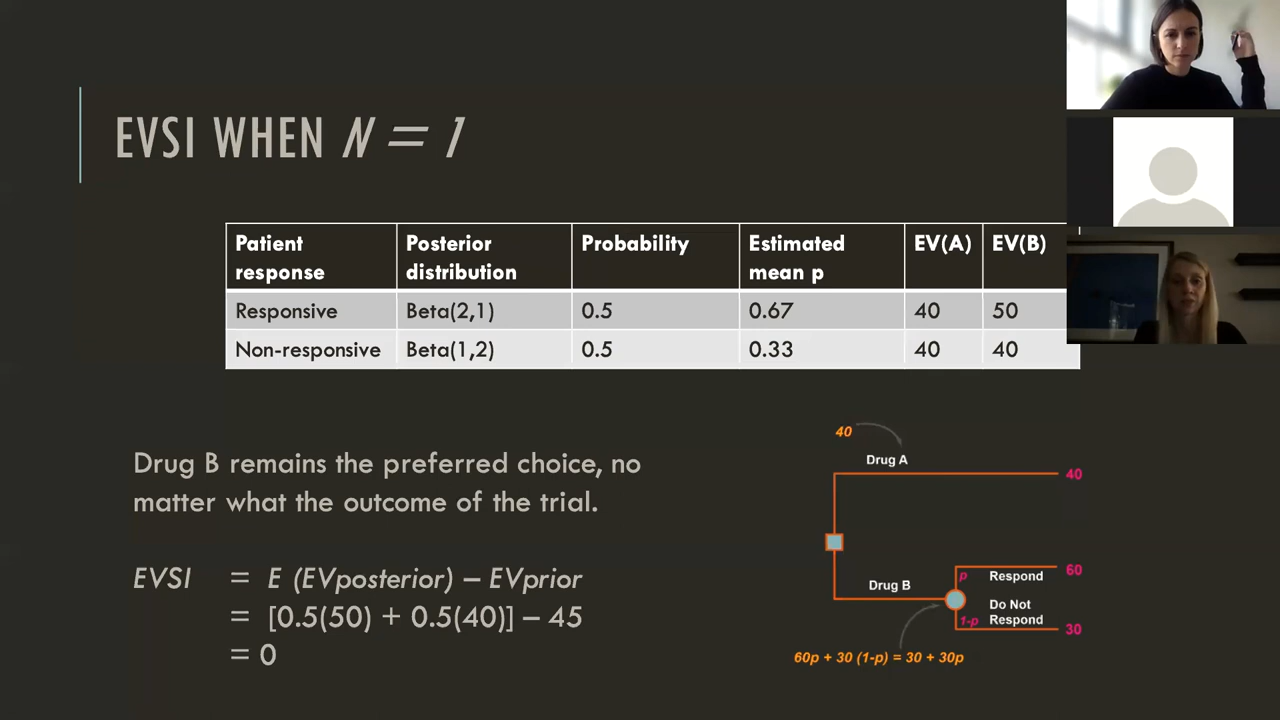 EVSI WHEN N = 1
Patient response | Posterior distribution | Probability | Estimated mean p | EV(A) | EV(B)
Responsive | Beta(2,1) | 0.5 | 0.67 | 40 | 50
Non-responsive | Beta(1,2) | 0.5 | 0.33 | 40 | 40
Drug B remains the preferred choice, no
matter what the outcome of the trial.
EVSI = E (EVposterior) – EVprior
= [0.5(50) + 0.5(40)] – 45
= 0
40
Drug A
40
Drug B
p Respond 60
Do Not
1-p Respond 30
60p + 30 (1-p) = 30 + 30p